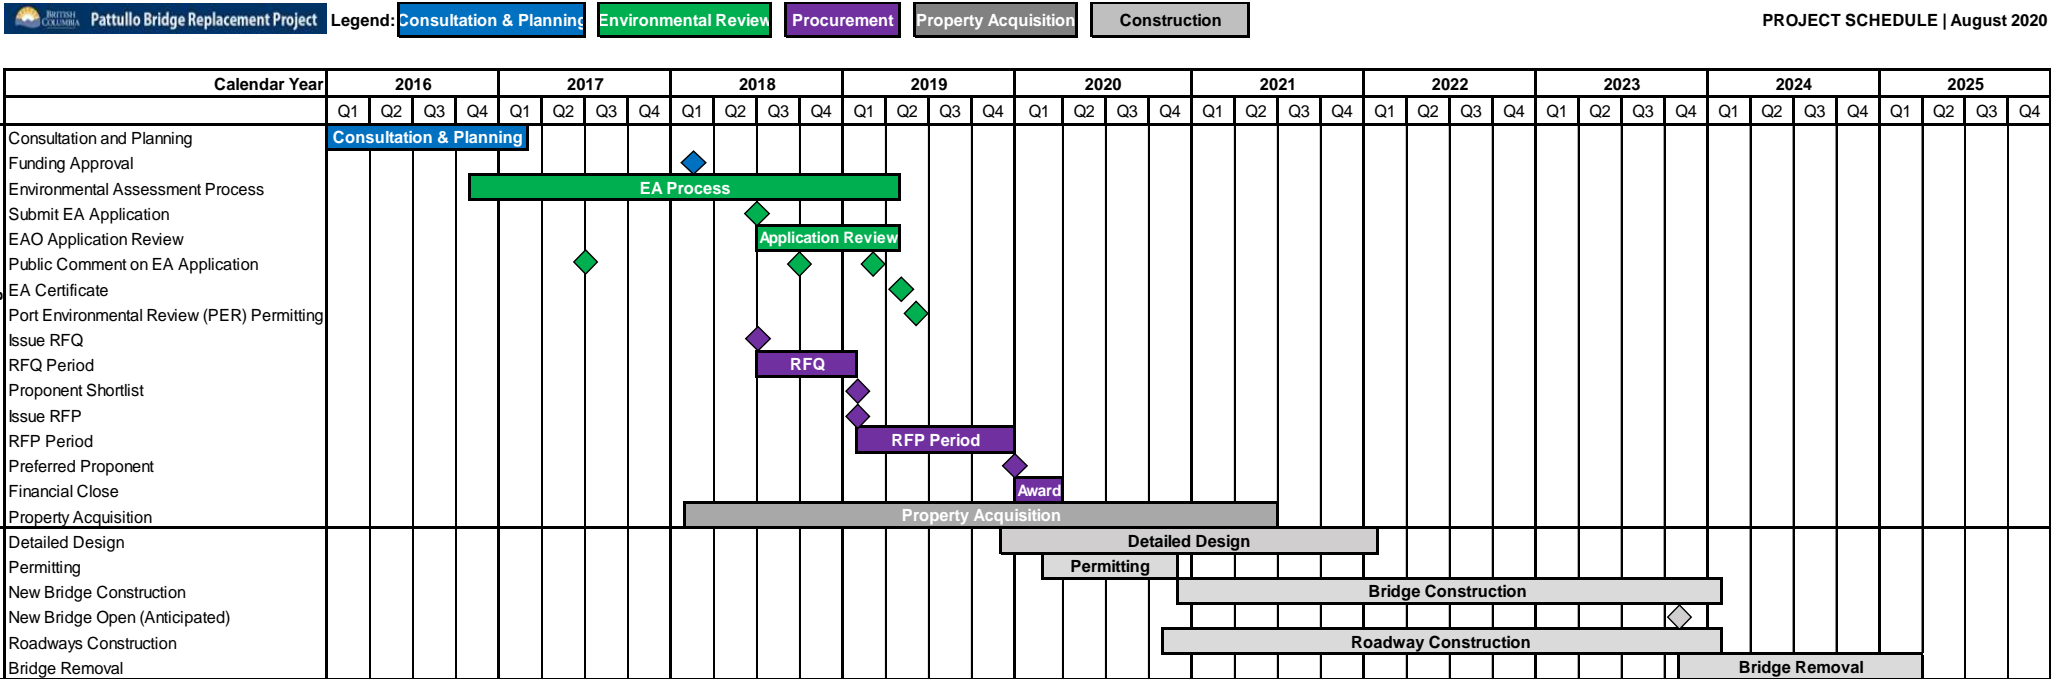 BRITISH COLUMBIA Pattullo Bridge Replacement Project Legend: Consultation & Planning Environmental Review Procurement Property Acquisition Construction PROJECT SCHEDULE | August 2020
Calendar Year 2016 2017 2018 2019 2020 2021 2022 2023 2024 2025
Q1 Q2 Q3 Q4 Q1 Q2 Q3 Q4 Q1 Q2 Q3 Q4 Q1 Q2 Q3 Q4 Q1 Q2 Q3 Q4 Q1 Q2 Q3 Q4 Q1 Q2 Q3 Q4 Q1 Q2 Q3 Q4 Q1 Q2 Q3 Q4 Q1 Q2 Q3 Q4
Consultation and Planning Consultation & Planning
Funding Approval
Environmental Assessment Process EA Process
Submit EA Application
EAO Application Review Application Review
Public Comment on EA Application
EA Certificate
Port Environmental Review (PER) Permitting
Issue RFQ
RFQ Period RFQ
Proponent Shortlist
Issue RFP
RFP Period RFP Period
Preferred Proponent
Financial Close Award
Property Acquisition Property Acquisition
Detailed Design Detailed Design
Permitting Permitting
New Bridge Construction Bridge Construction
New Bridge Open (Anticipated)
Roadways Construction Roadway Construction
Bridge Removal Bridge Removal